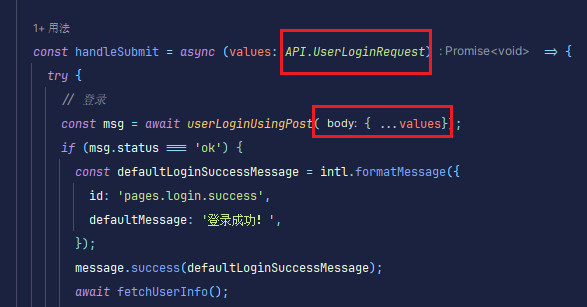 1+ 用法
const handleSubmit = async (values: API.UserLoginRequest) : Promise<void> => {
try {
// 登录
const msg = await userLoginUsingPost( body: { ...values});
if (msg.status === 'ok') {
const defaultLoginSuccessMessage = intl.formatMessage({
id: 'pages.login.success',
defaultMessage: '登录成功! ',
});
message.success(defaultLoginSuccessMessage);
await fetchUserInfo();